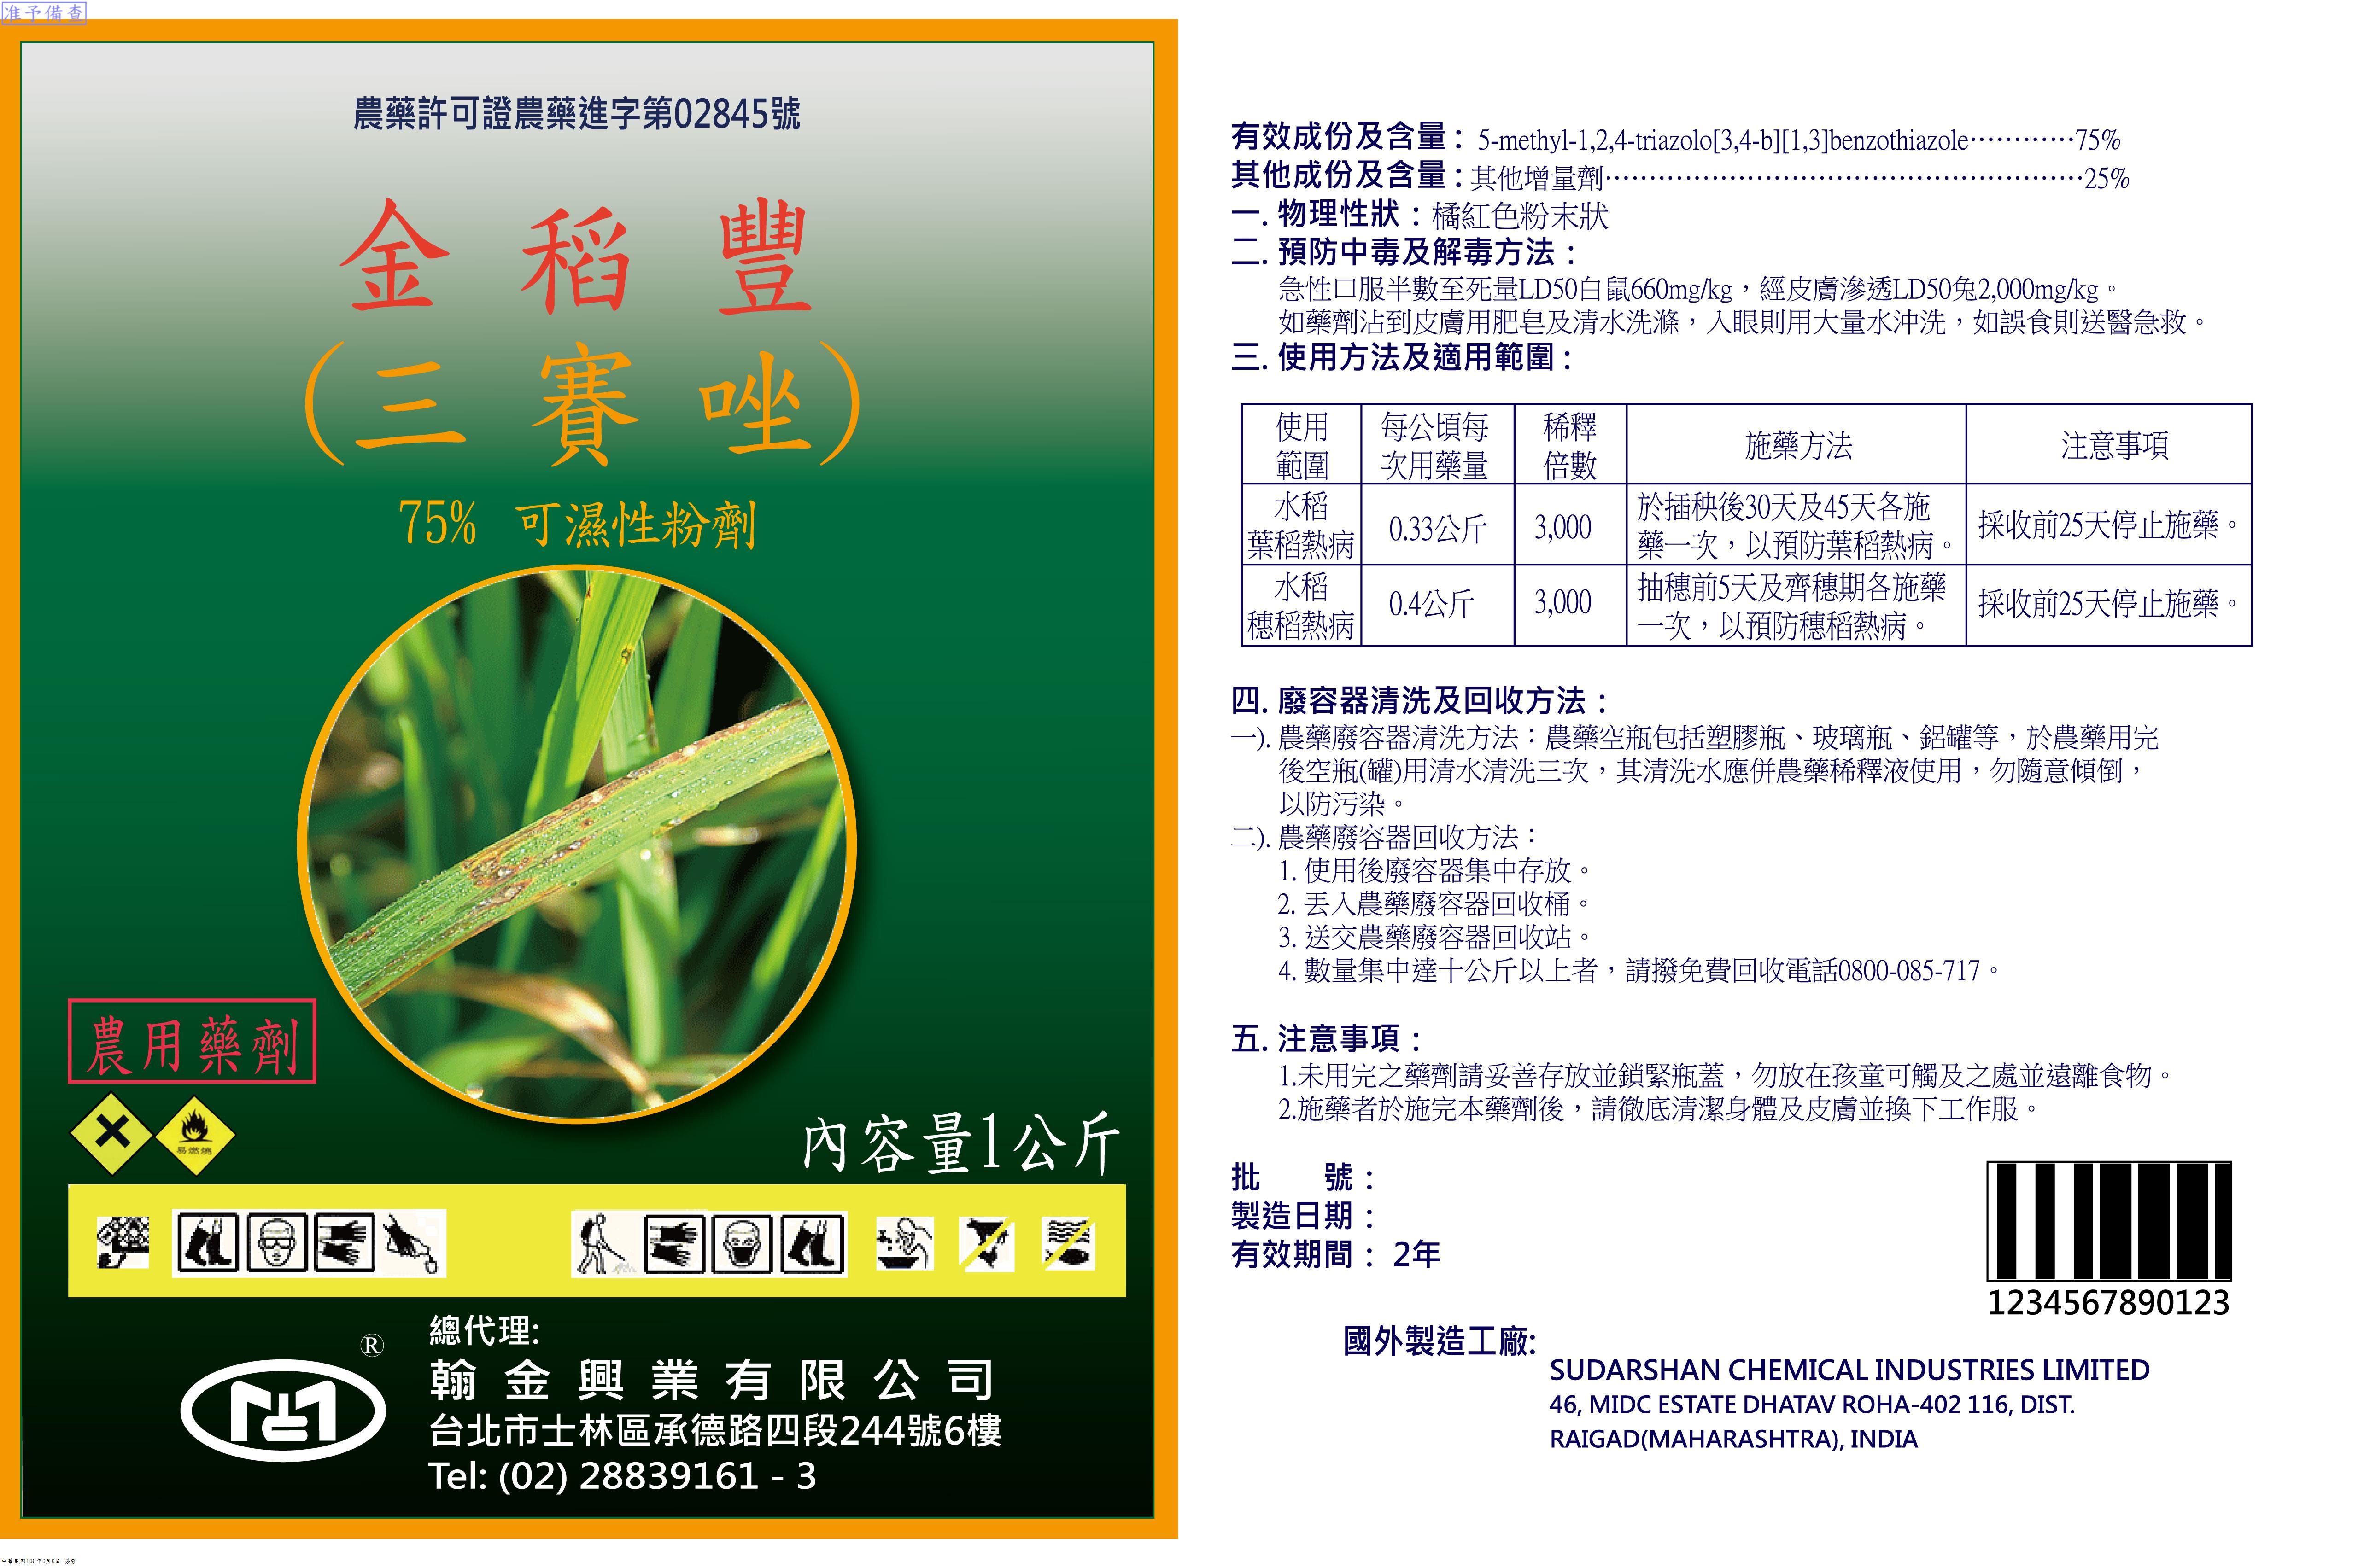 准予備查
農藥許可證農藥進字第02845號
金稻豐
(三賽唑)
75% 可濕性粉劑
農用藥劑
易燃物
內容量1公斤
®
總代理:
翰金興業有限公司
台北市士林區承德路四段244號6樓
Tel: (02) 28839161 - 3
有效成份及含量: 5-methyl-1,2,4-triazolo[3,4-b][1,3]benzothiazole…………75%
其他成份及含量:其他增量劑………………………………………………25%
一. 物理性狀:橘紅色粉末狀
二. 預防中毒及解毒方法:
急性口服半數至死量LD50白鼠660mg/kg,經皮膚滲透LD50兔2,000mg/kg。
如藥劑沾到皮膚用肥皂及清水洗滌,入眼則用大量水沖洗,如誤食則送醫急救。
三. 使用方法及適用範圍:
使用 每公頃每 稀釋 施藥方法 注意事項
範圍 次用藥量 倍數
水稻 0.33公斤 3,000 於插秧後30天及45天各施 採收前25天停止施藥。
葉稻熱病 藥一次,以預防葉稻熱病。
水稻 0.4公斤 3,000 抽穗前5天及齊穗期各施藥 採收前25天停止施藥。
穗稻熱病 一次,以預防穗稻熱病。
四. 廢容器清洗及回收方法:
一). 農藥廢容器清洗方法:農藥空瓶包括塑膠瓶、玻璃瓶、鋁罐等,於農藥用完
後空瓶(罐)用清水清洗三次,其清洗水應併農藥稀釋液使用,勿隨意傾倒,
以防污染。
二). 農藥廢容器回收方法:
1. 使用後廢容器集中存放。
2. 丟入農藥廢容器回收桶。
3. 送交農藥廢容器回收站。
4. 數量集中達十公斤以上者,請撥免費回收電話0800-085-717。
五. 注意事項:
1.未用完之藥劑請妥善存放並鎖緊瓶蓋,勿放在孩童可觸及之處並遠離食物。
2.施藥者於施完本藥劑後,請徹底清潔身體及皮膚並換下工作服。
批 號:
製造日期:
有效期間: 2年
1234567890123
國外製造工廠:
SUDARSHAN CHEMICAL INDUSTRIES LIMITED
46, MIDC ESTATE DHATAV ROHA-402 116, DIST.
RAIGAD(MAHARASHTRA), INDIA
中華民國108年6月6日 簽發